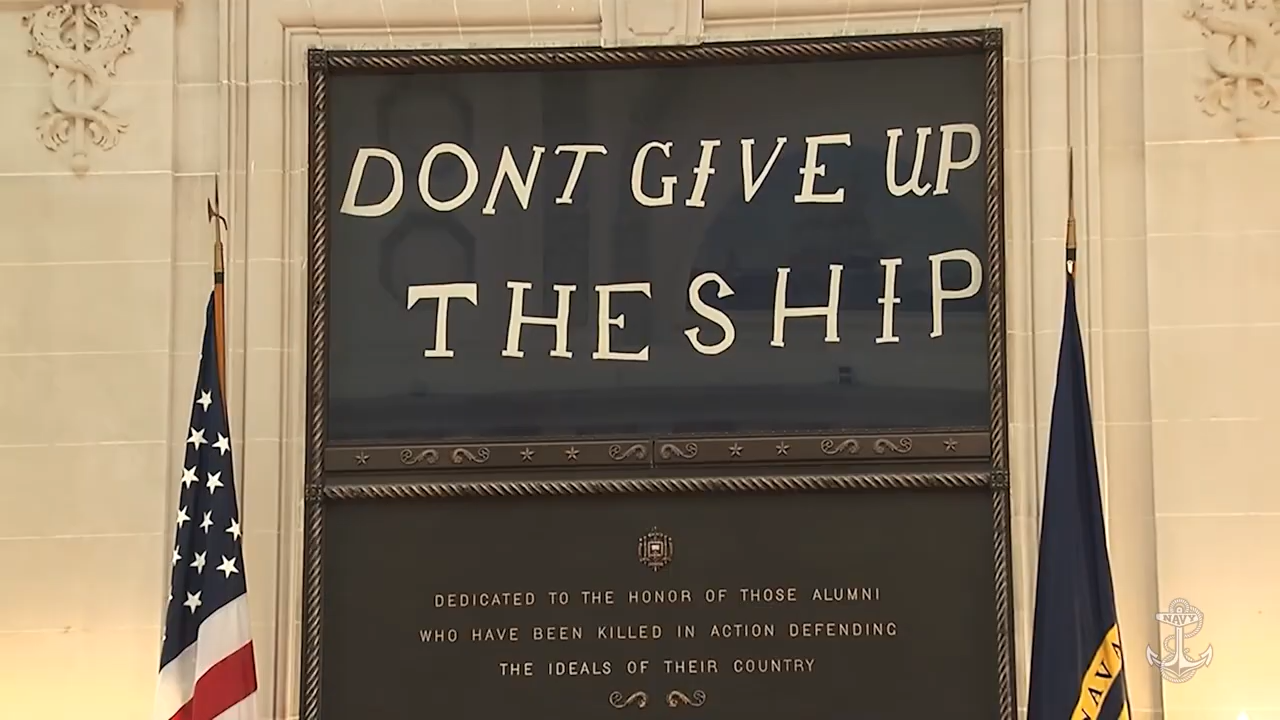 DONT GIVE UP
THE SHIP
DEDICATED TO THE HONOR OF THOSE ALUMNI
WHO HAVE BEEN KILLED IN ACTION DEFENDING
THE IDEALS OF THEIR COUNTRY
NAVA
NAVY